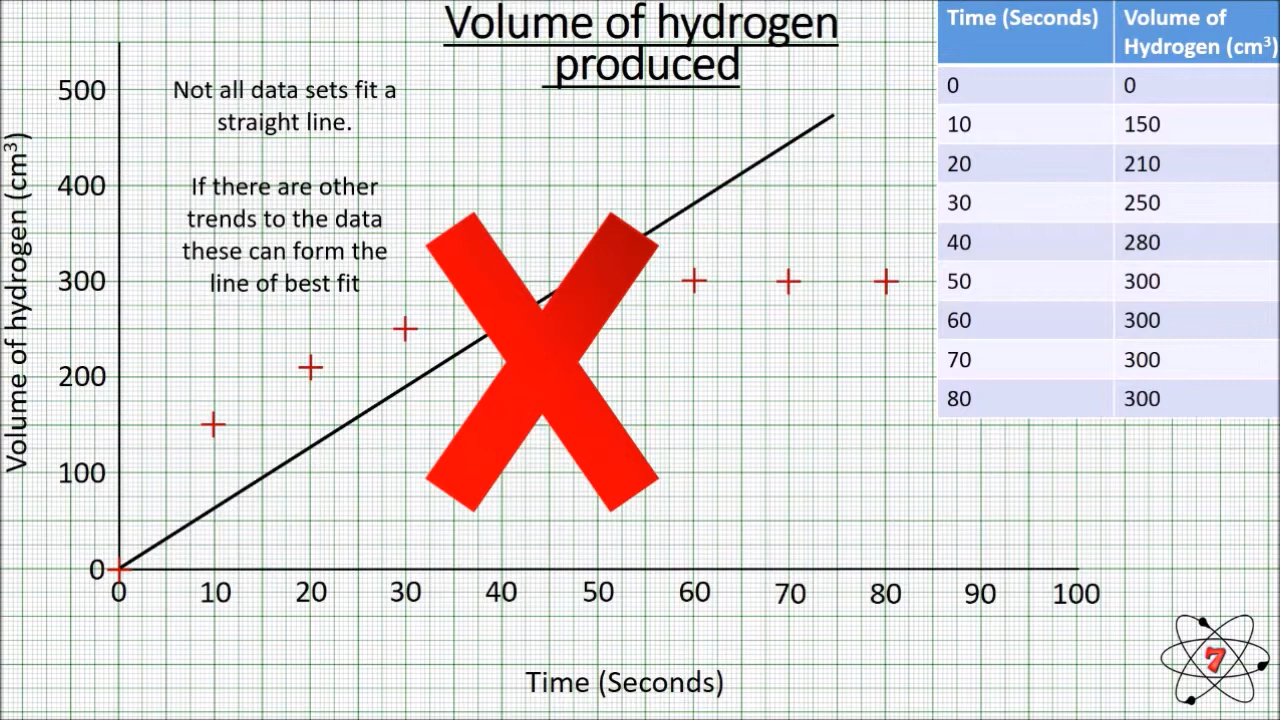 Volume of hydrogen
produced
Not all data sets fit a
straight line.
If there are other
trends to the data
these can form the
line of best fit
Volume of hydrogen (cm³)
500
400
300
200
100
0
0 10 20 30 40 50 60 70 80 90 100
Time (Seconds)
Time (Seconds) Volume of
Hydrogen (cm³)
0 0
10 150
20 210
30 250
40 280
50 300
60 300
70 300
80 300
7